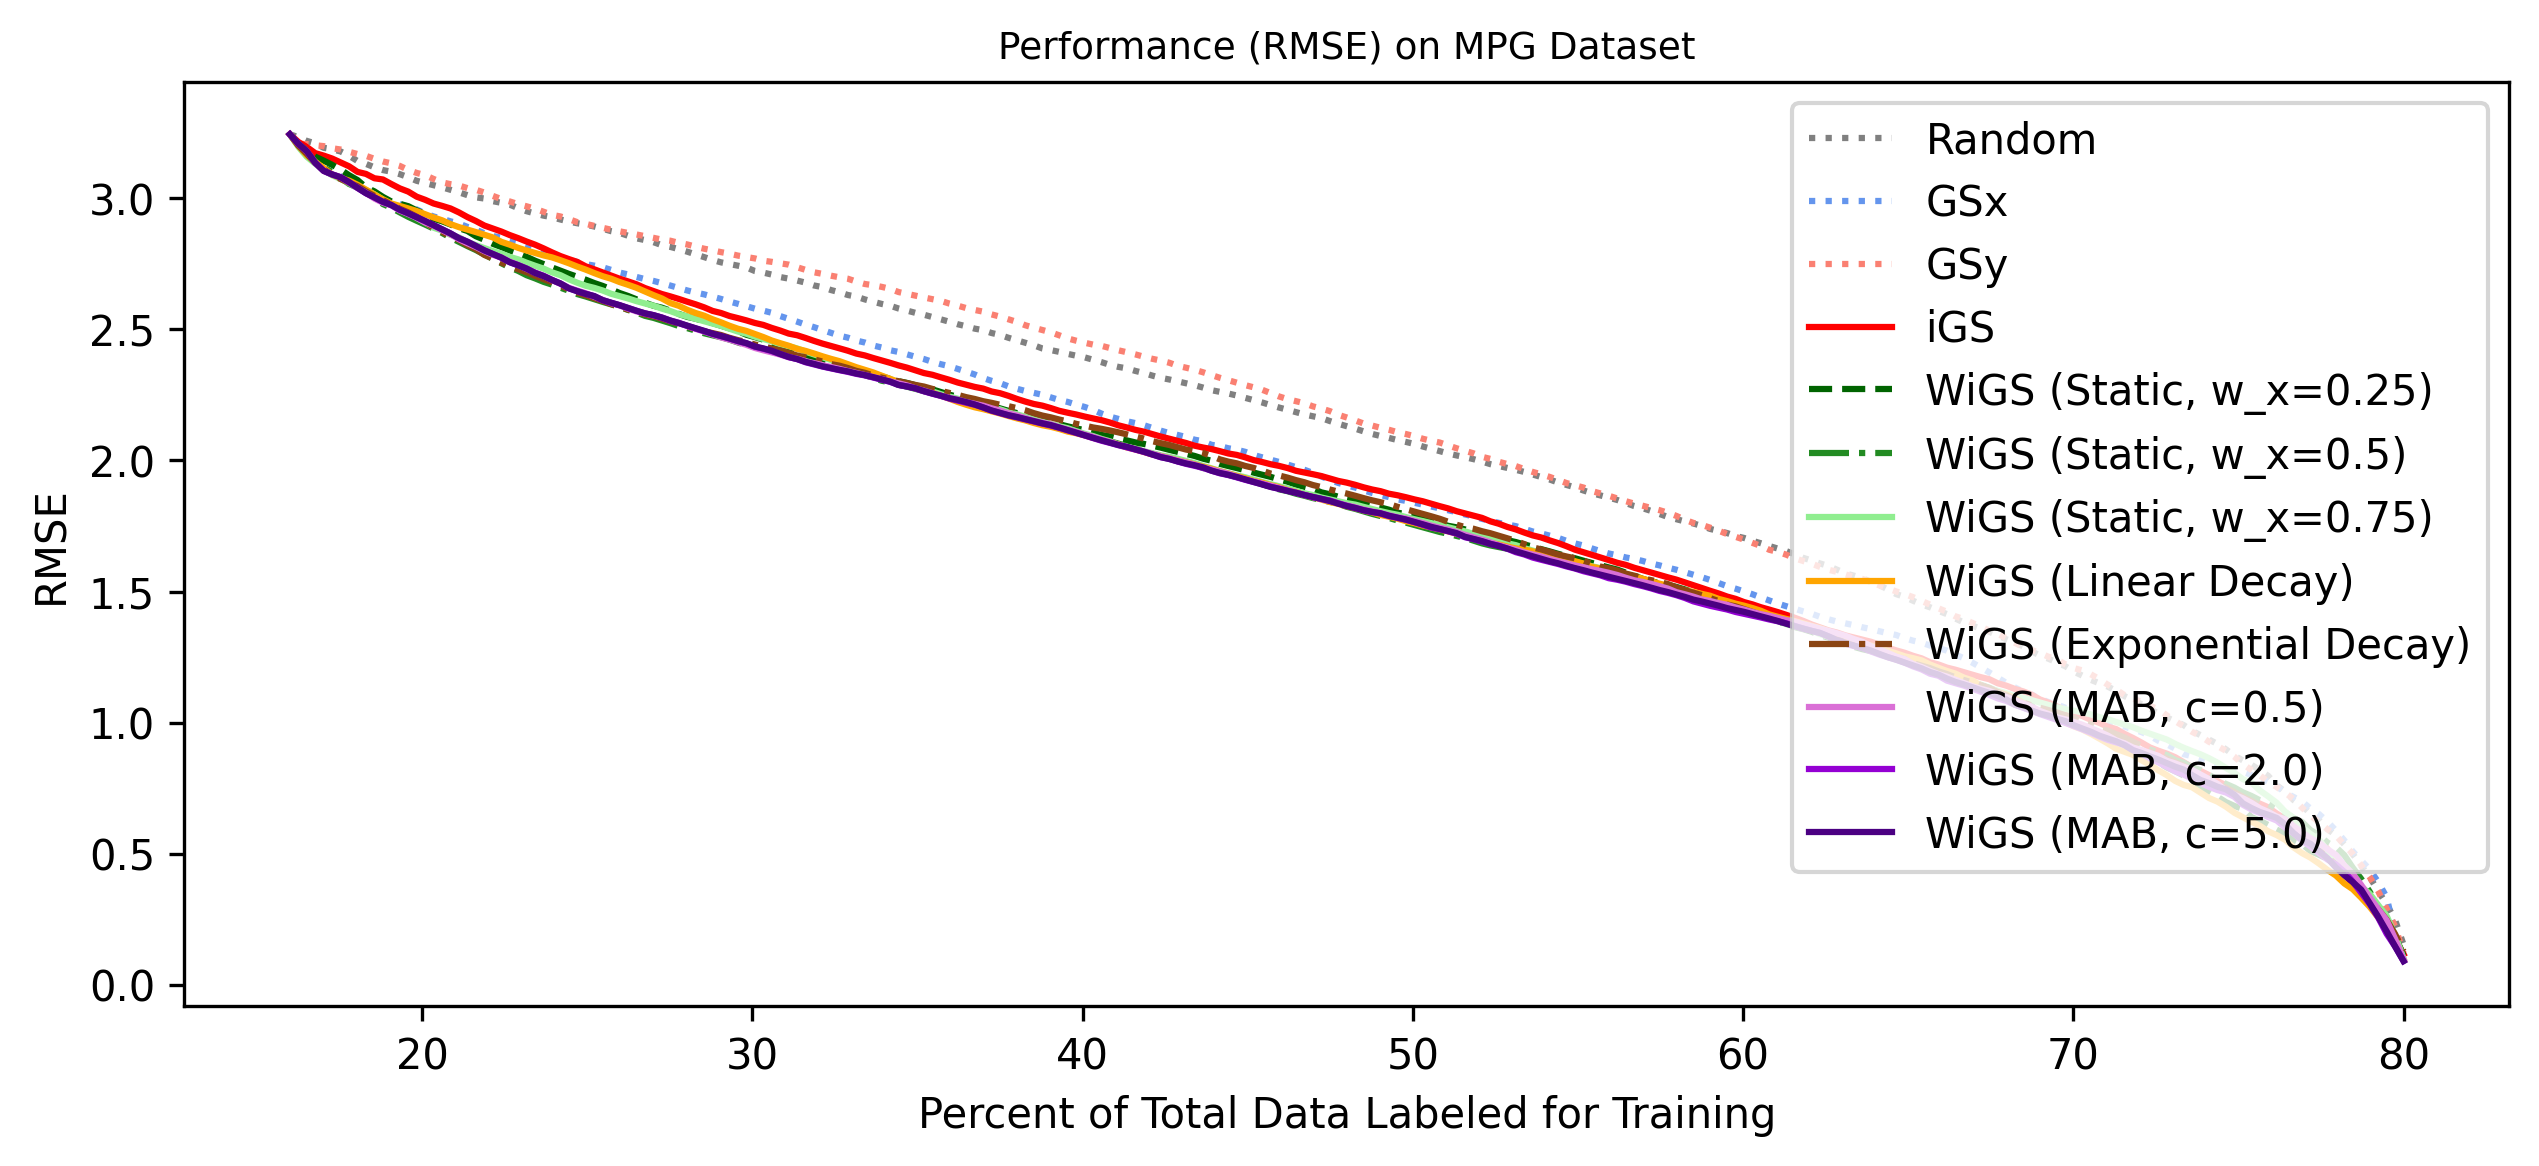 Performance (RMSE) on MPG Dataset
RMSE
3.0
2.5
2.0
1.5
1.0
0.5
0.0
20 30 40 50 60 70 80
Percent of Total Data Labeled for Training
Random
GSx
GSy
iGS
WiGS (Static, w_x=0.25)
WiGS (Static, w_x=0.5)
WiGS (Static, w_x=0.75)
WiGS (Linear Decay)
WiGS (Exponential Decay)
WiGS (MAB, c=0.5)
WiGS (MAB, c=2.0)
WiGS (MAB, c=5.0)